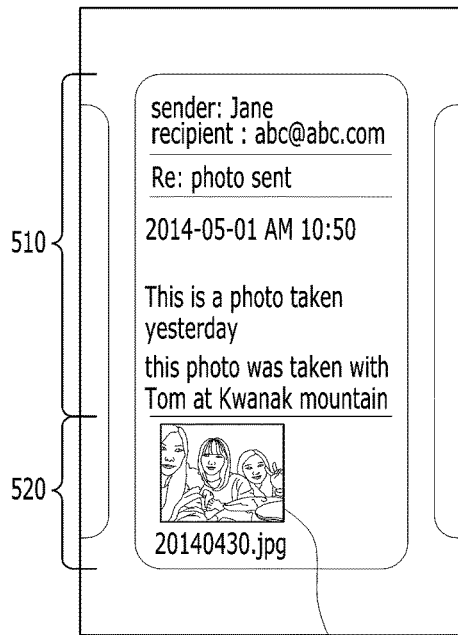 sender: Jane
recipient : abc@abc.com
Re: photo sent
2014-05-01 AM 10:50
510
This is a photo taken
yesterday
this photo was taken with
Tom at Kwanak mountain
520
20140430.jpg